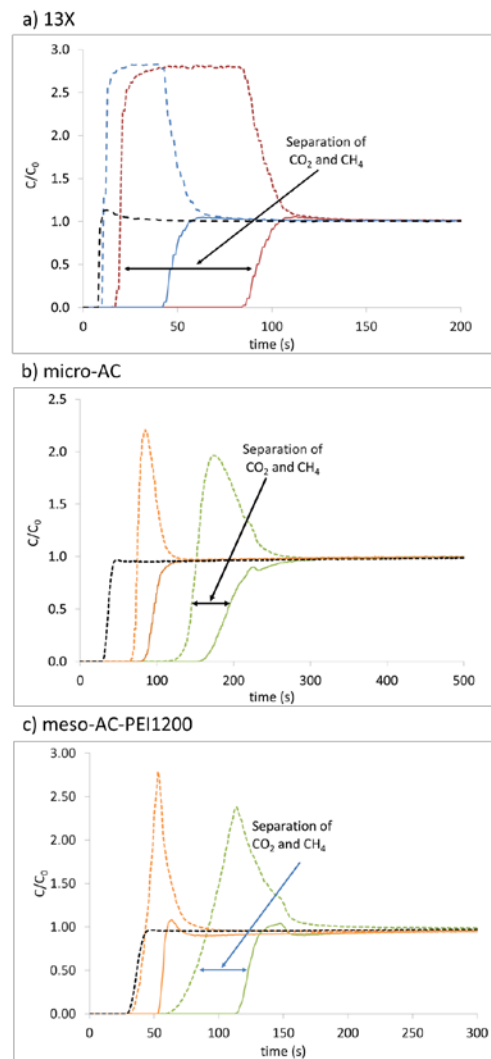 a) 13X
3.0
2.5
2.0
1.5
1.0
0.5
0.0
C/C₀
Separation of
CO₂ and CH₄
0 50 100 150 200
time (s)
b) micro-AC
2.5
2.0
1.5
1.0
0.5
0.0
C/C₀
Separation of
CO₂ and CH₄
0 100 200 300 400 500
time (s)
c) meso-AC-PEI1200
3.00
2.50
2.00
1.50
1.00
0.50
0.00
C/C₀
Separation of
CO₂ and CH₄
0 50 100 150 200 250 300
time (s)